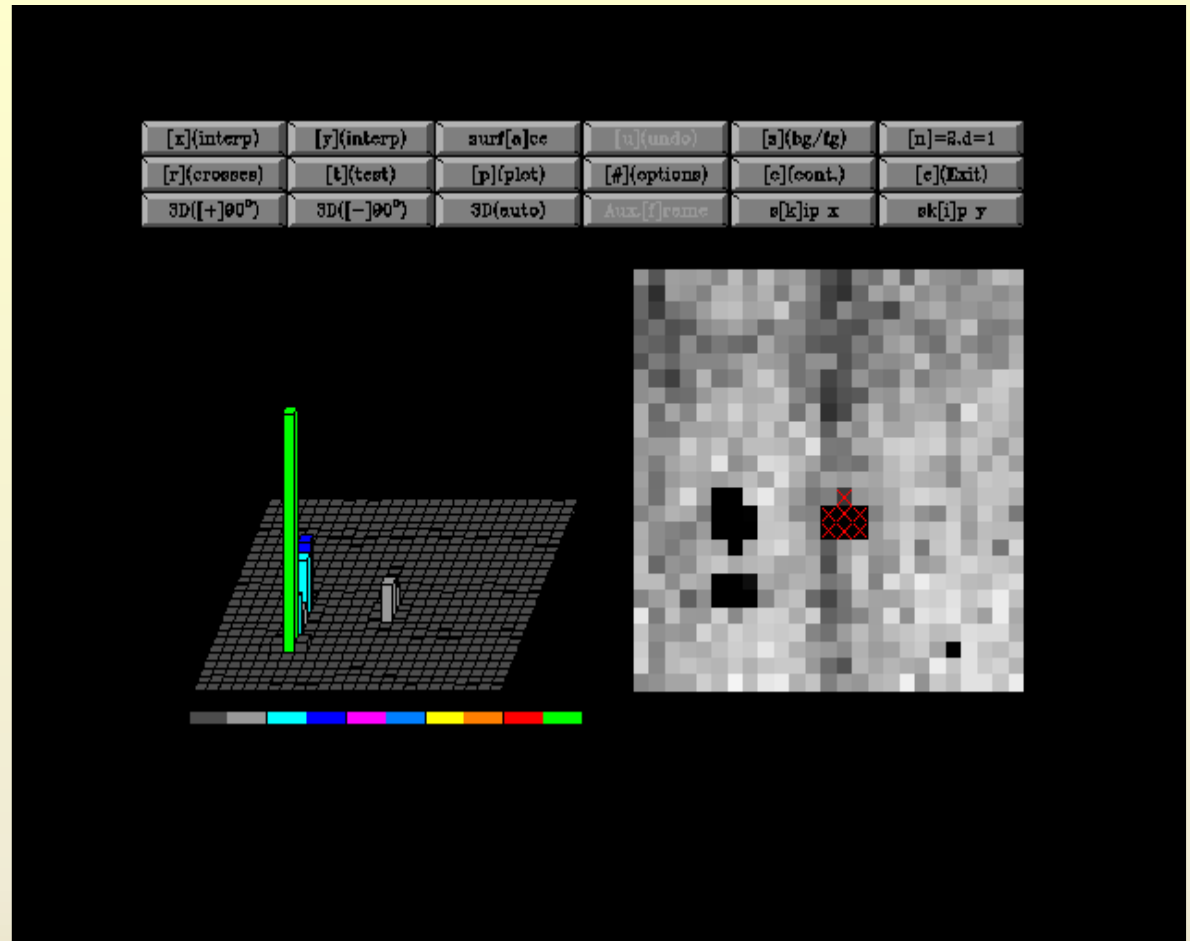 [x](interp) [y](interp) surf[a]ce [u](undo) [s](bg/fg) [n]=2.d=1
[r](crosses) [t](test) [p](plot) [#](options) [c](cont.) [e](Exit)
3D([+]90°) 3D([-]90°) 3D(auto) Aux.[f]rame s[k]ip x sk[i]p y